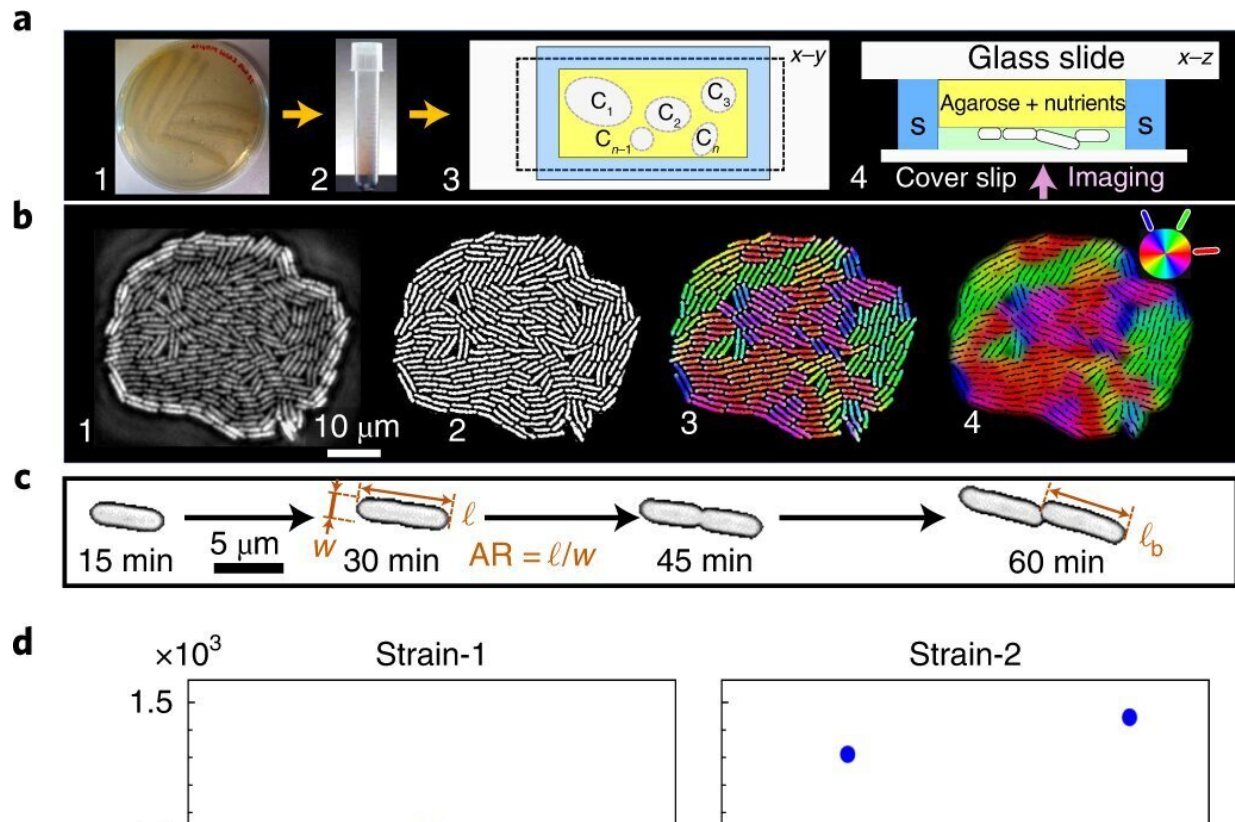 a
x–y
x–z
Glass slide
Agarose + nutrients
C1
C2
C3
Cn–1
Cn
S
S
1
2
3
4
Cover slip
Imaging
b
1
2
3
4
10 μm
c
w
ℓ
ℓb
15 min
5 μm
30 min
AR = ℓ/w
45 min
60 min
d
×10³
Strain-1
Strain-2
1.5